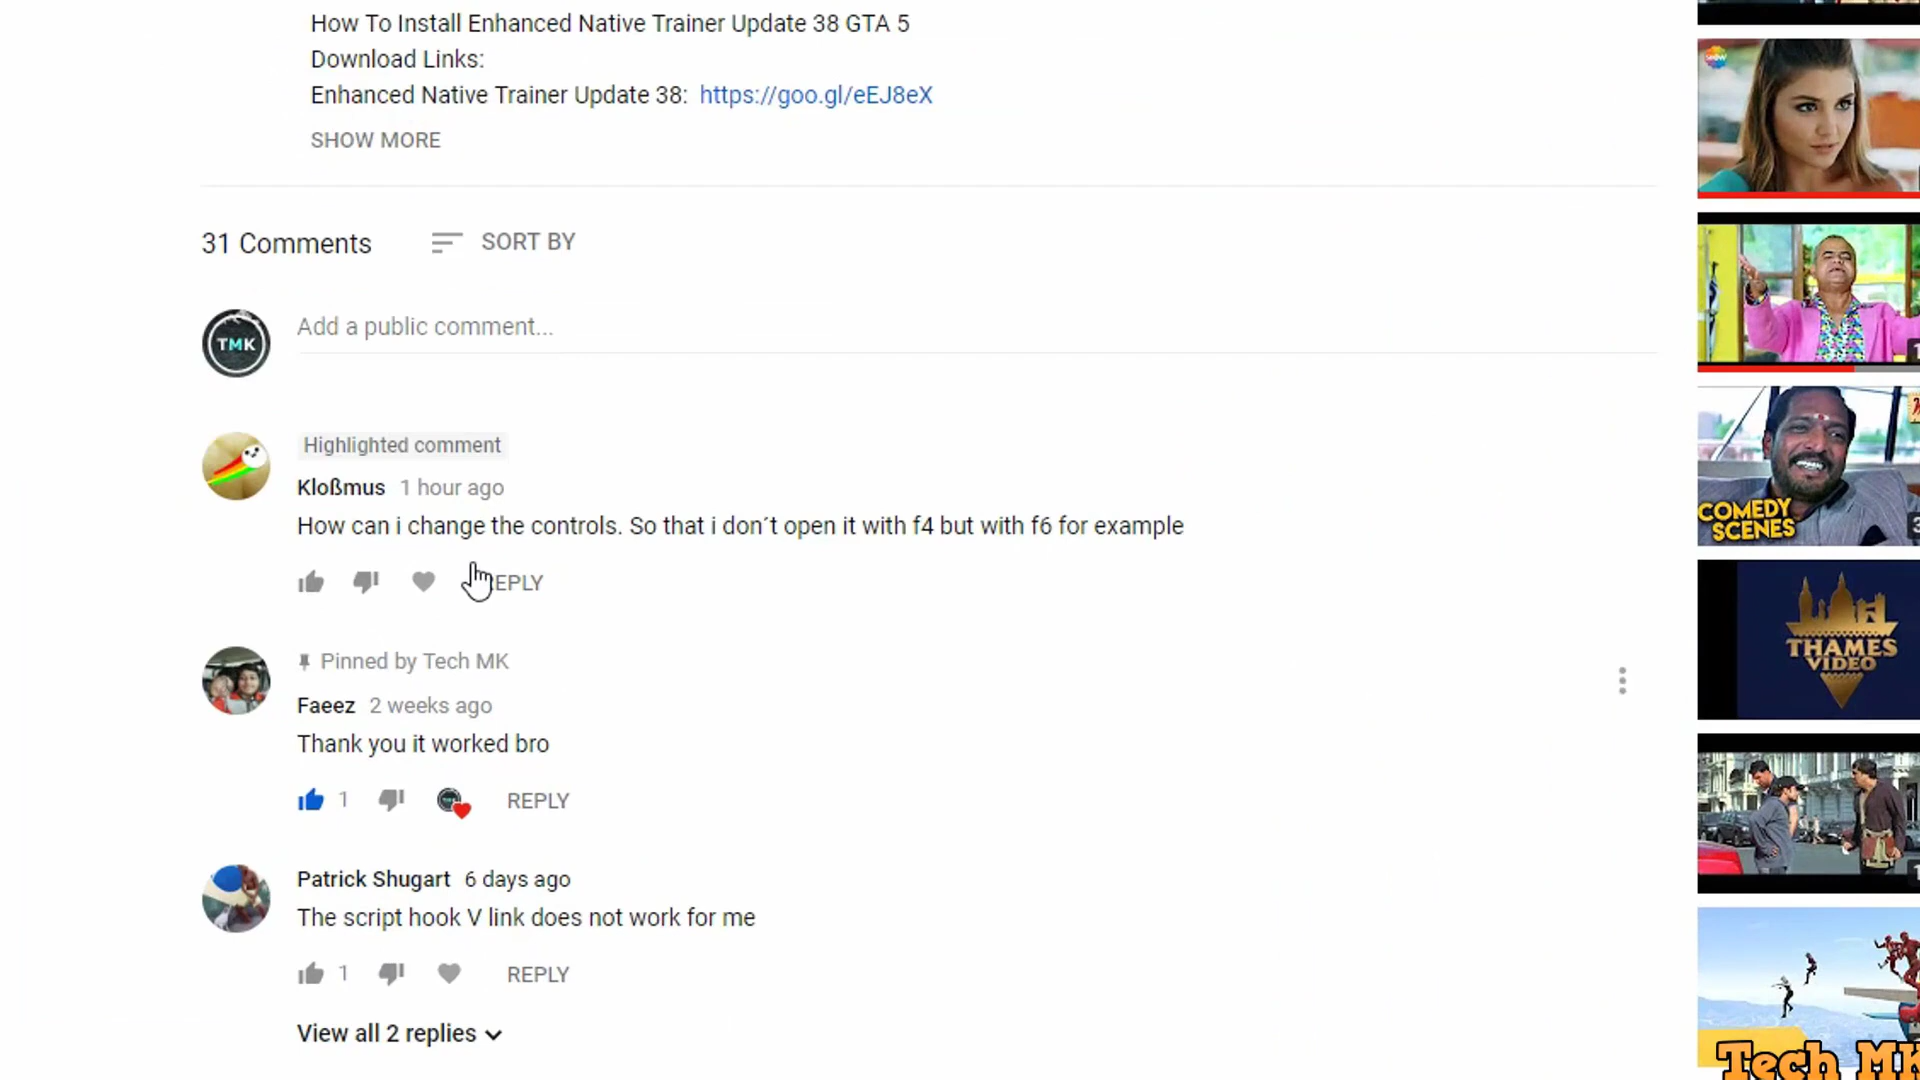 How To Install Enhanced Native Trainer Update 38 GTA 5
Download Links:
Enhanced Native Trainer Update 38: https://goo.gl/eEJ8eX
SHOW MORE
31 Comments
SORT BY
TMK
Add a public comment...
Highlighted comment
Kloßmus 1 hour ago
How can i change the controls. So that i don´t open it with f4 but with f6 for example
EPLY
Pinned by Tech MK
Faeez 2 weeks ago
Thank you it worked bro
1
REPLY
Patrick Shugart 6 days ago
The script hook V link does not work for me
1
REPLY
View all 2 replies
SHOW
COMEDY
SCENES
THAMES
VIDEO
Tech MK